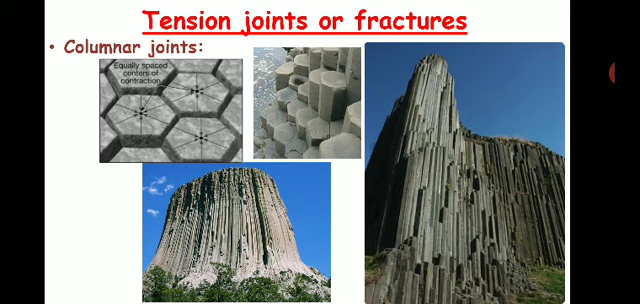 Tension joints or fractures
• Columnar joints:
Equally spaced
centers of
contraction